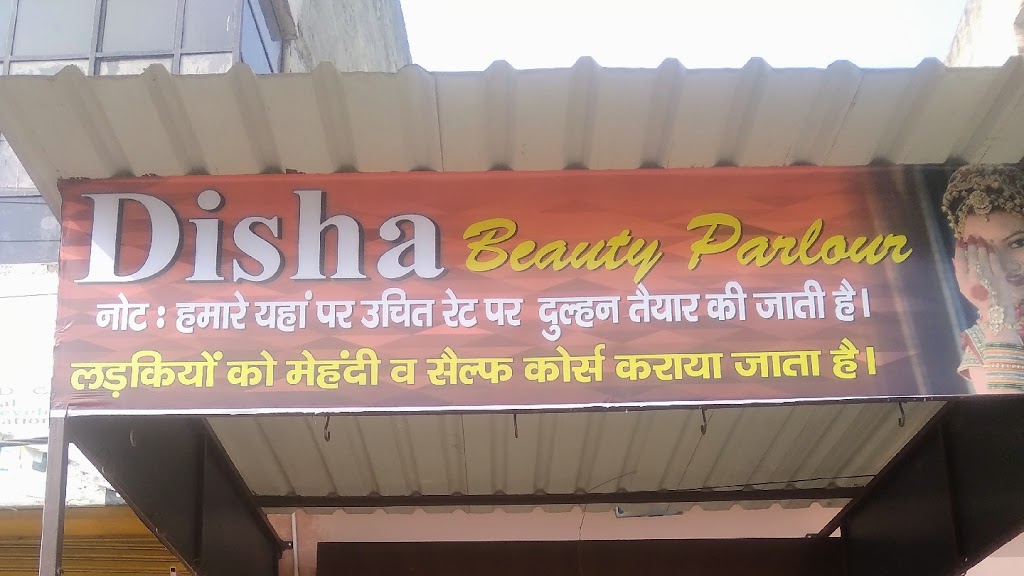 Disha Beauty Parlour
नोट : हमारे यहां पर उचित रेट पर दुल्हन तैयार की जाती है।
लड़कियों को मेहंदी व सैल्फ कोर्स कराया जाता है।